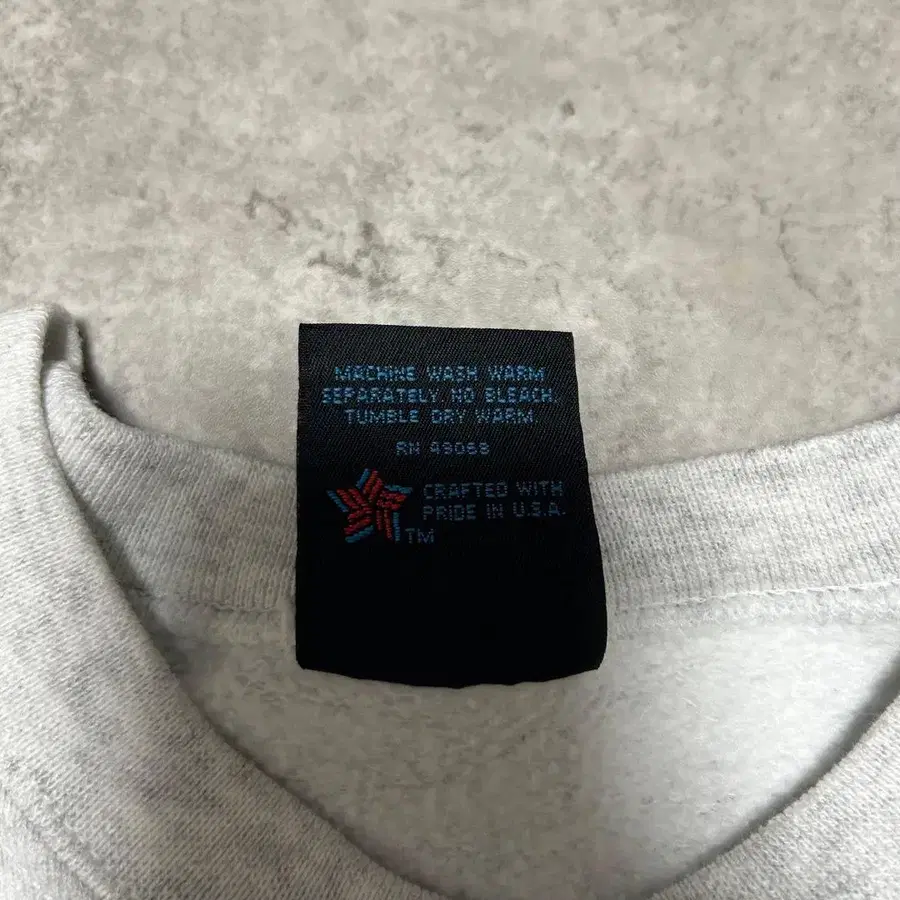 MACHINE WASH WARM
SEPARATELY. NO BLEACH.
TUMBLE DRY WARM.
RN 49068
CRAFTED WITH
PRIDE IN U.S.A.
TM